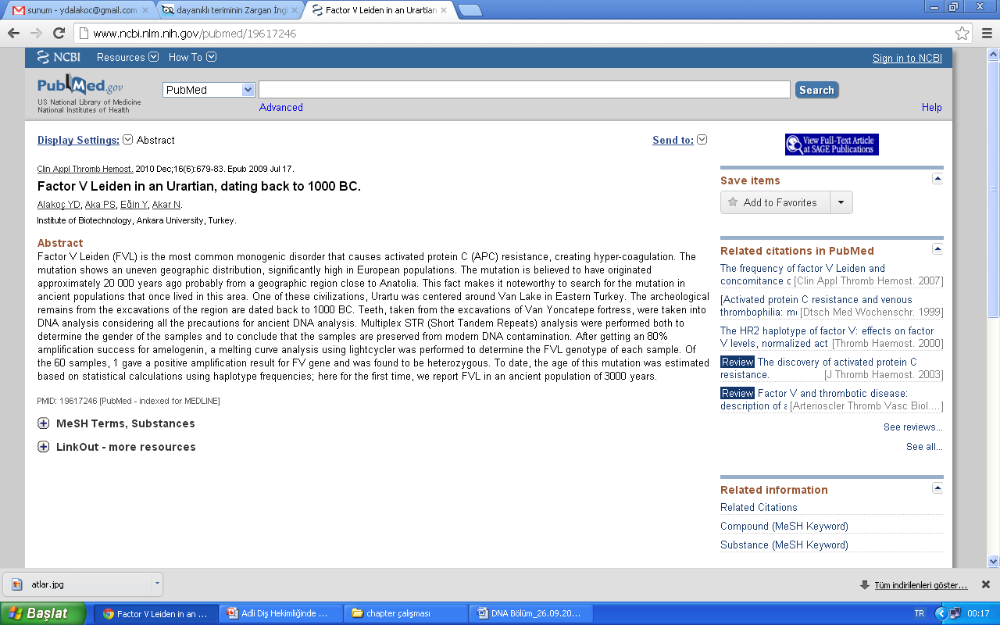 sunum - ydalakoc@gmail.com
dayanıklı teriminin Zargan İngi
Factor V Leiden in an Urartian
www.ncbi.nlm.nih.gov/pubmed/19617246
NCBI Resources How To Sign in to NCBI
PubMed.gov
US National Library of Medicine
National Institutes of Health
PubMed
Search
Advanced
Help
Display Settings: Abstract
Send to:
Clin Appl Thromb Hemost. 2010 Dec;16(6):679-83. Epub 2009 Jul 17.
Factor V Leiden in an Urartian, dating back to 1000 BC.
Alakoç YD, Aka PS, Eğin Y, Akar N.
Institute of Biotechnology, Ankara University, Turkey.
Abstract
Factor V Leiden (FVL) is the most common monogenic disorder that causes activated protein C (APC) resistance, creating hyper-coagulation. The
mutation shows an uneven geographic distribution, significantly high in European populations. The mutation is believed to have originated
approximately 20 000 years ago probably from a geographic region close to Anatolia. This fact makes it noteworthy to search for the mutation in
ancient populations that once lived in this area. One of these civilizations, Urartu was centered around Van Lake in Eastern Turkey. The archeological
remains from the excavations of the region are dated back to 1000 BC. Teeth, taken from the excavations of Van Yoncatepe fortress, were taken into
DNA analysis considering all the precautions for ancient DNA analysis. Multiplex STR (Short Tandem Repeats) analysis were performed both to
determine the gender of the samples and to conclude that the samples are preserved from modern DNA contamination. After getting an 80%
amplification success for amelogenin, a melting curve analysis using lightcycler was performed to determine the FVL genotype of each sample. Of
the 60 samples, 1 gave a positive amplification result for FV gene and was found to be heterozygous. To date, the age of this mutation was estimated
based on statistical calculations using haplotype frequencies; here for the first time, we report FVL in an ancient population of 3000 years.
PMID: 19617246 [PubMed - indexed for MEDLINE]
MeSH Terms, Substances
LinkOut - more resources
View Full-Text Article
at SAGE Publications
Save items
Add to Favorites
Related citations in PubMed
The frequency of factor V Leiden and
concomitance c [Clin Appl Thromb Hemost. 2007]
[Activated protein C resistance and venous
thrombophilia: mo [Dtsch Med Wochenschr. 1999]
The HR2 haplotype of factor V: effects on factor
V levels, normalized act [Thromb Haemost. 2000]
Review The discovery of activated protein C
resistance. [J Thromb Haemost. 2003]
Review Factor V and thrombotic disease:
description of a [Arterioscler Thromb Vasc Biol....]
See reviews...
See all...
Related information
Related Citations
Compound (MeSH Keyword)
Substance (MeSH Keyword)
atlar.jpg
Tüm indirilenleri göster...
Başlat
Factor V Leiden in an ...
Adli Diş Hekimliğinde ...
chapter çalışması
DNA Bölüm_26.09.20...
TR
00:17